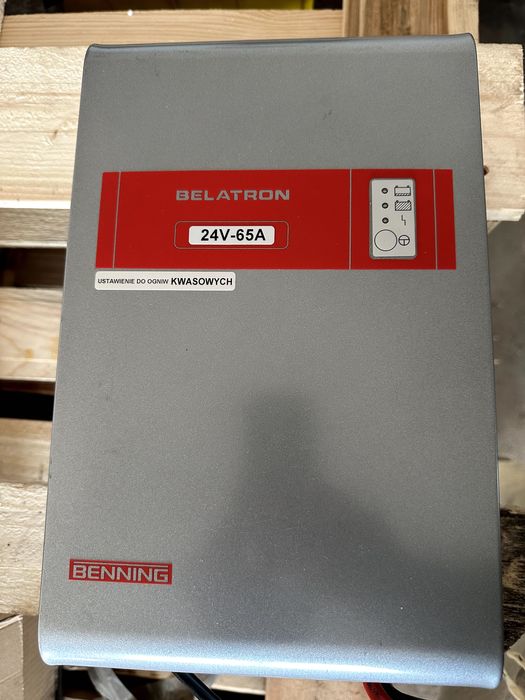 BELATRON
24V-65A
USTAWIENIE DO OGNIW KWASOWYCH
BENNING